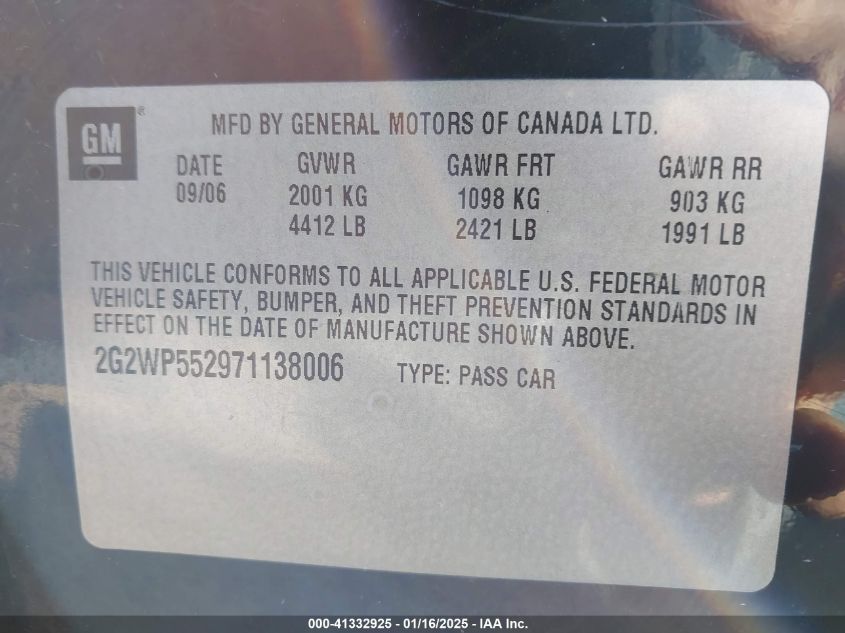 GM®
MFD BY GENERAL MOTORS OF CANADA LTD.
DATE GVWR GAWR FRT GAWR RR
09/06 2001 KG 1098 KG 903 KG
4412 LB 2421 LB 1991 LB
THIS VEHICLE CONFORMS TO ALL APPLICABLE U.S. FEDERAL MOTOR
VEHICLE SAFETY, BUMPER, AND THEFT PREVENTION STANDARDS IN
EFFECT ON THE DATE OF MANUFACTURE SHOWN ABOVE.
2G2WP552971138006 TYPE: PASS CAR
000-41332925 - 01/16/2025 - IAA Inc.